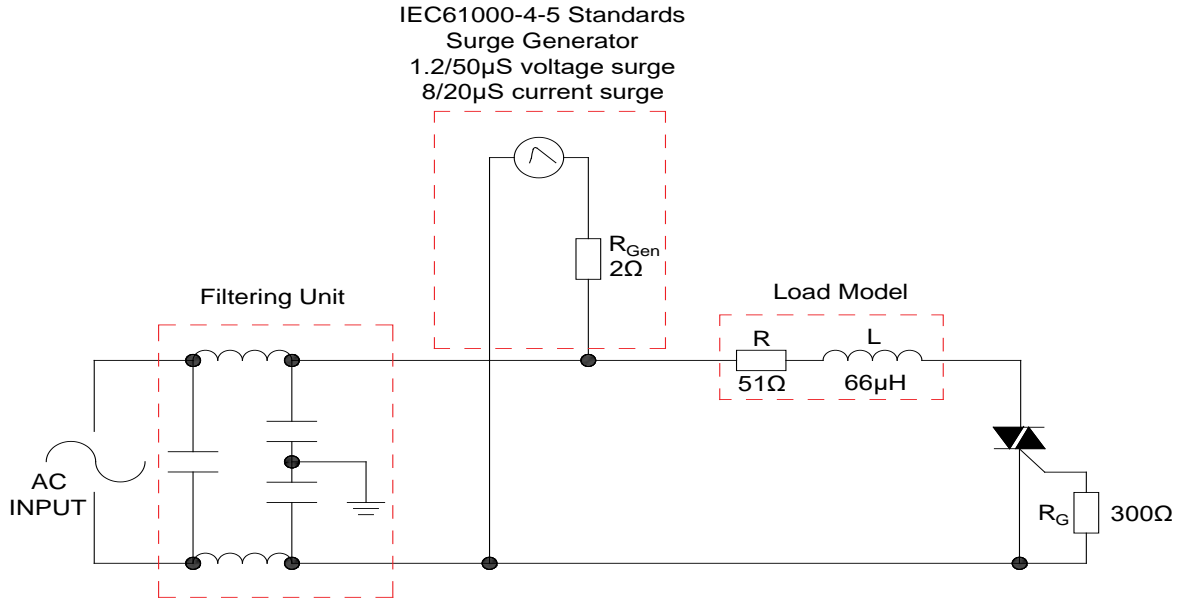 IEC61000-4-5 Standards
Surge Generator
1.2/50µS voltage surge
8/20µS current surge
R_Gen
2Ω
Filtering Unit
Load Model
R
L
51Ω
66µH
AC
INPUT
R_G
300Ω